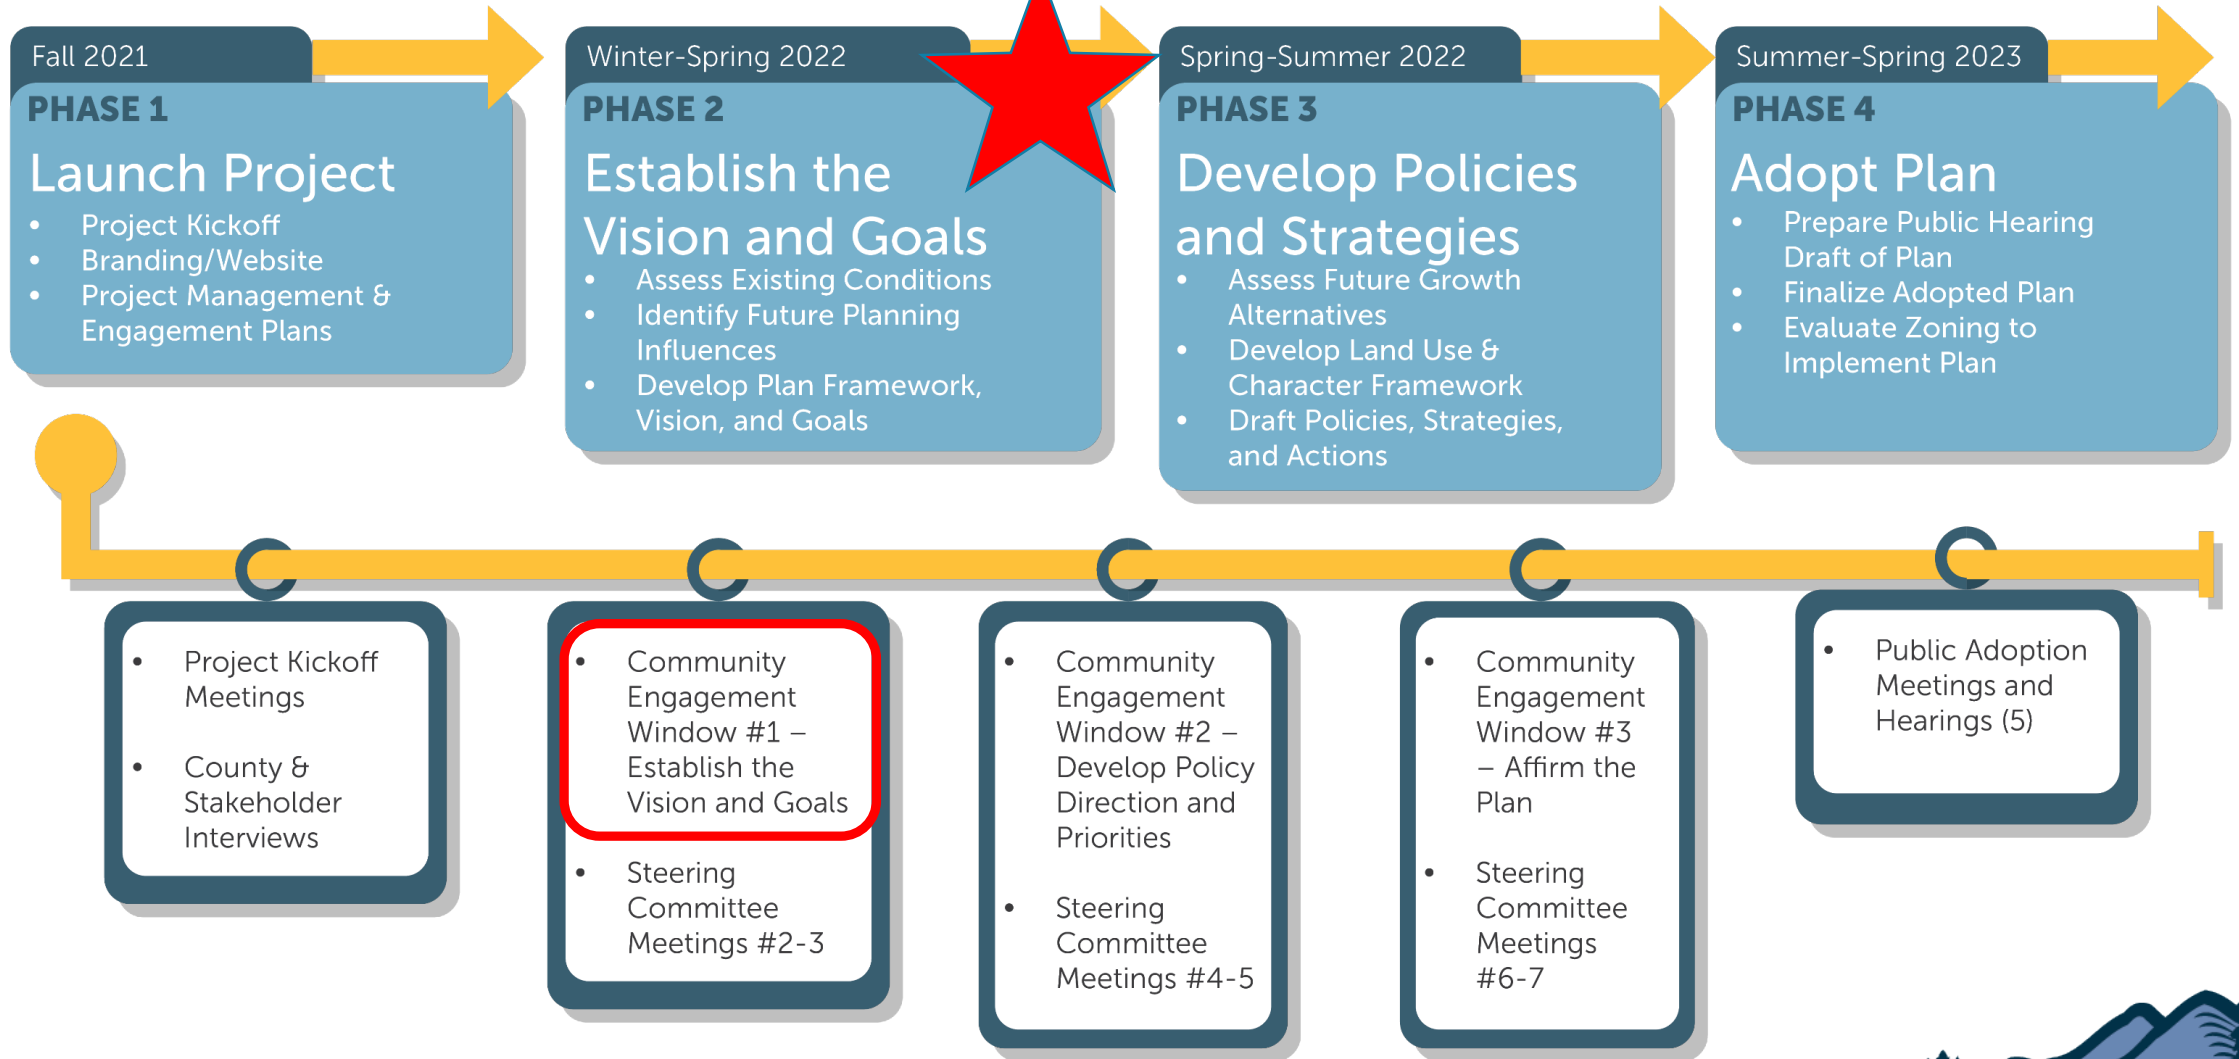 Fall 2021
PHASE 1
Launch Project
• Project Kickoff
• Branding/Website
• Project Management &
Engagement Plans
Winter-Spring 2022
PHASE 2
Establish the
Vision and Goals
• Assess Existing Conditions
• Identify Future Planning
Influences
• Develop Plan Framework,
Vision, and Goals
Spring-Summer 2022
PHASE 3
Develop Policies
and Strategies
• Assess Future Growth
Alternatives
• Develop Land Use &
Character Framework
• Draft Policies, Strategies,
and Actions
Summer-Spring 2023
PHASE 4
Adopt Plan
• Prepare Public Hearing
Draft of Plan
• Finalize Adopted Plan
• Evaluate Zoning to
Implement Plan
• Project Kickoff
Meetings
• County &
Stakeholder
Interviews
• Community
Engagement
Window #1 –
Establish the
Vision and Goals
• Steering
Committee
Meetings #2-3
• Community
Engagement
Window #2 –
Develop Policy
Direction and
Priorities
• Steering
Committee
Meetings #4-5
• Community
Engagement
Window #3
– Affirm the
Plan
• Steering
Committee
Meetings
#6-7
• Public Adoption
Meetings and
Hearings (5)